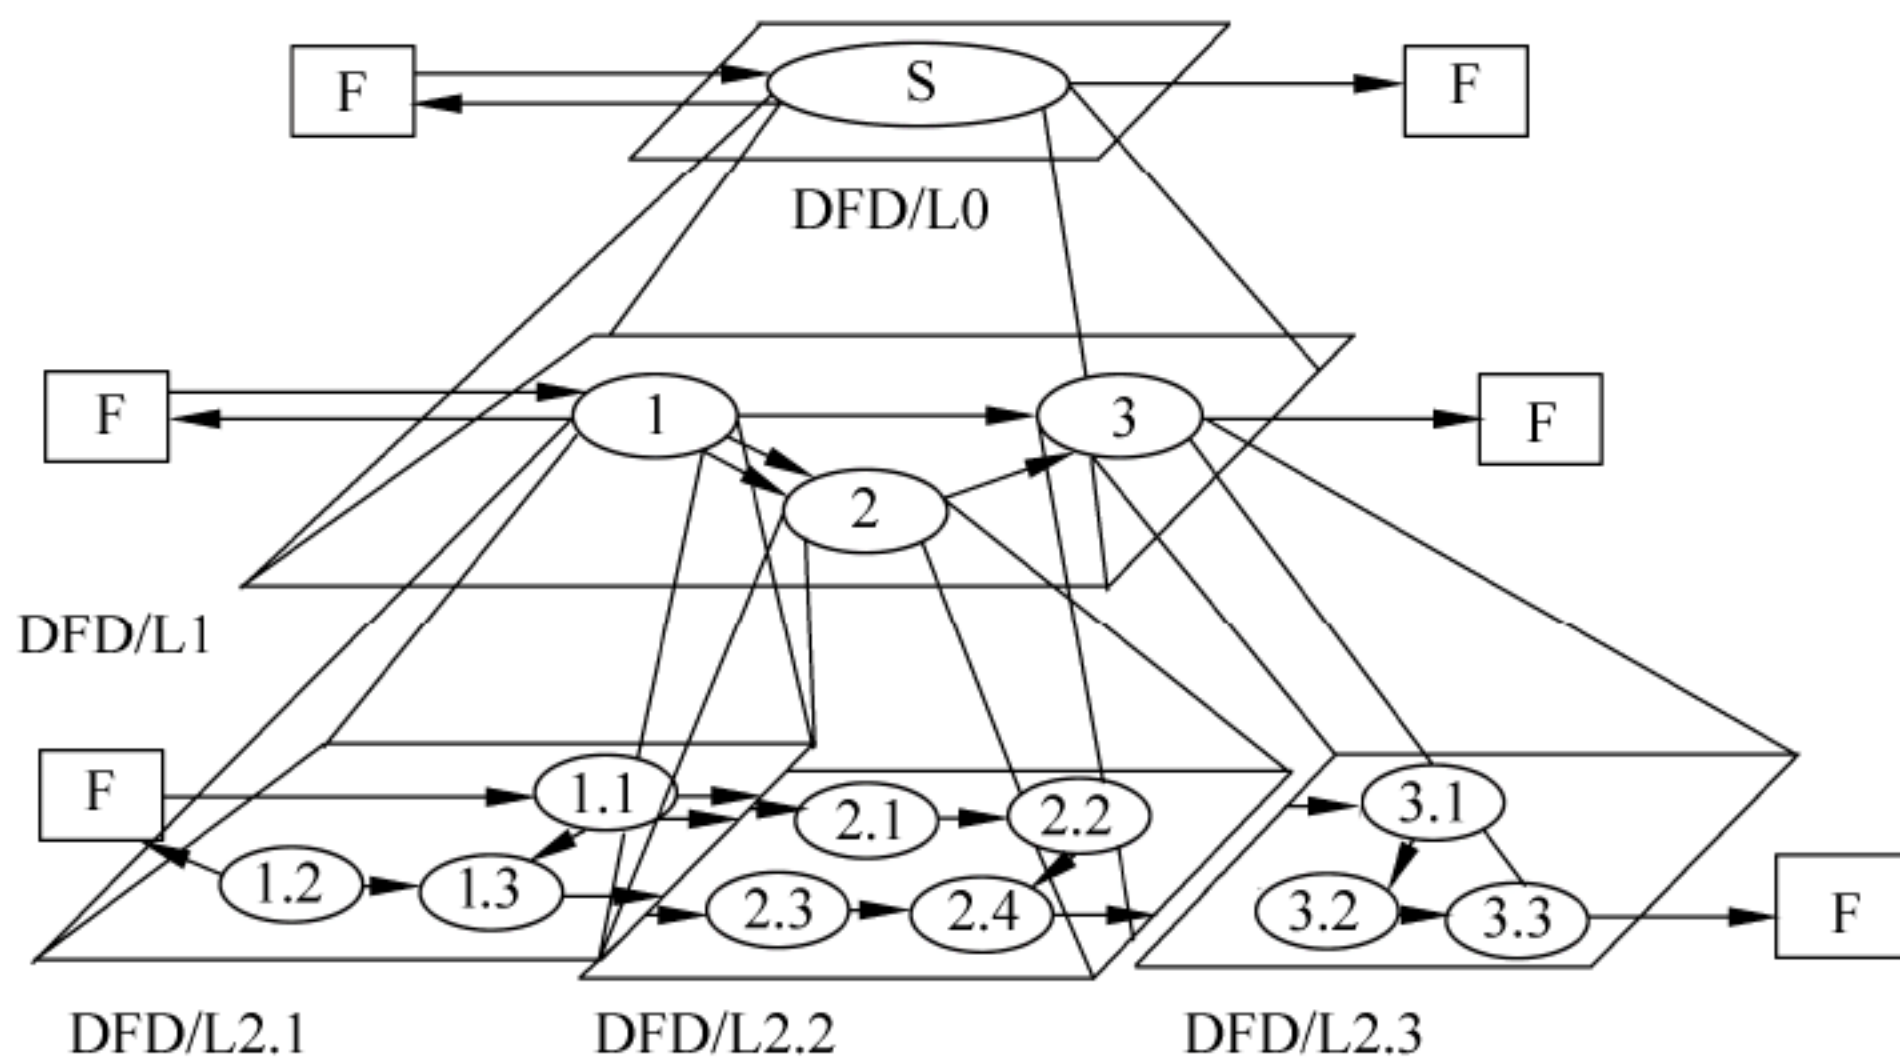 F
S
F
DFD/L0
F
1
3
F
2
DFD/L1
F
1.1
2.1
2.2
3.1
1.2
1.3
2.3
2.4
3.2
3.3
F
DFD/L2.1
DFD/L2.2
DFD/L2.3